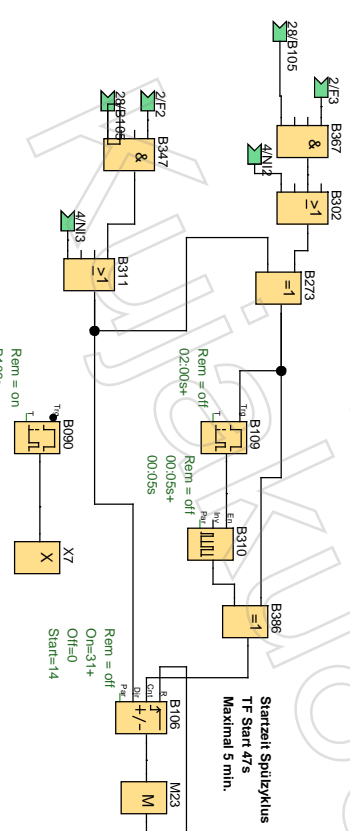 28/B105
2/F3
B367
&
4/NI2
B302
>1
B273
=1
2/F2
28/B105
B347
&
4/NI3
B311
>1
Rem = off
02:00s+
Trg
T
B109
Rem = off
00:05s+
00:05s
En
Inv
Par
B310
B386
=1
Rem = on
Trg
T
B090
X7
X
Rem = off
On=31+
Off=0
Start=14
R
Cnt
Dir
Par
B106
+/-
M23
M
Startzeit Spülzyklus
TF Start 47s
Maximal 5 min.